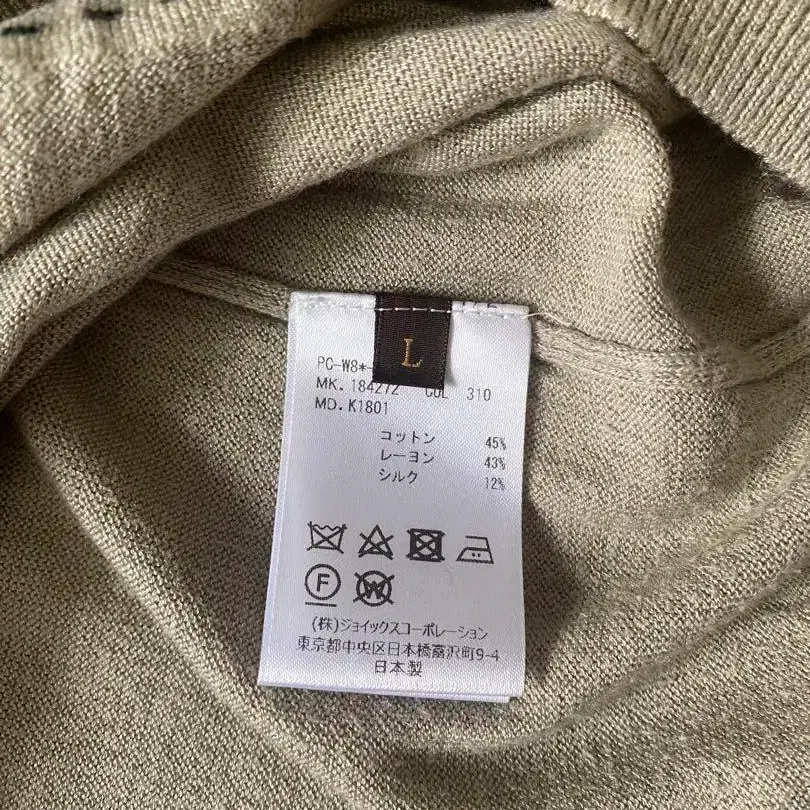 L
PC-W8*-
MK. 184272 COL 310
MD. K1801
コットン 45%
レーヨン 43%
シルク 12%
F
W
(株)ジョイックスコーポレーション
東京都中央区日本橋富沢町9-4
日本製